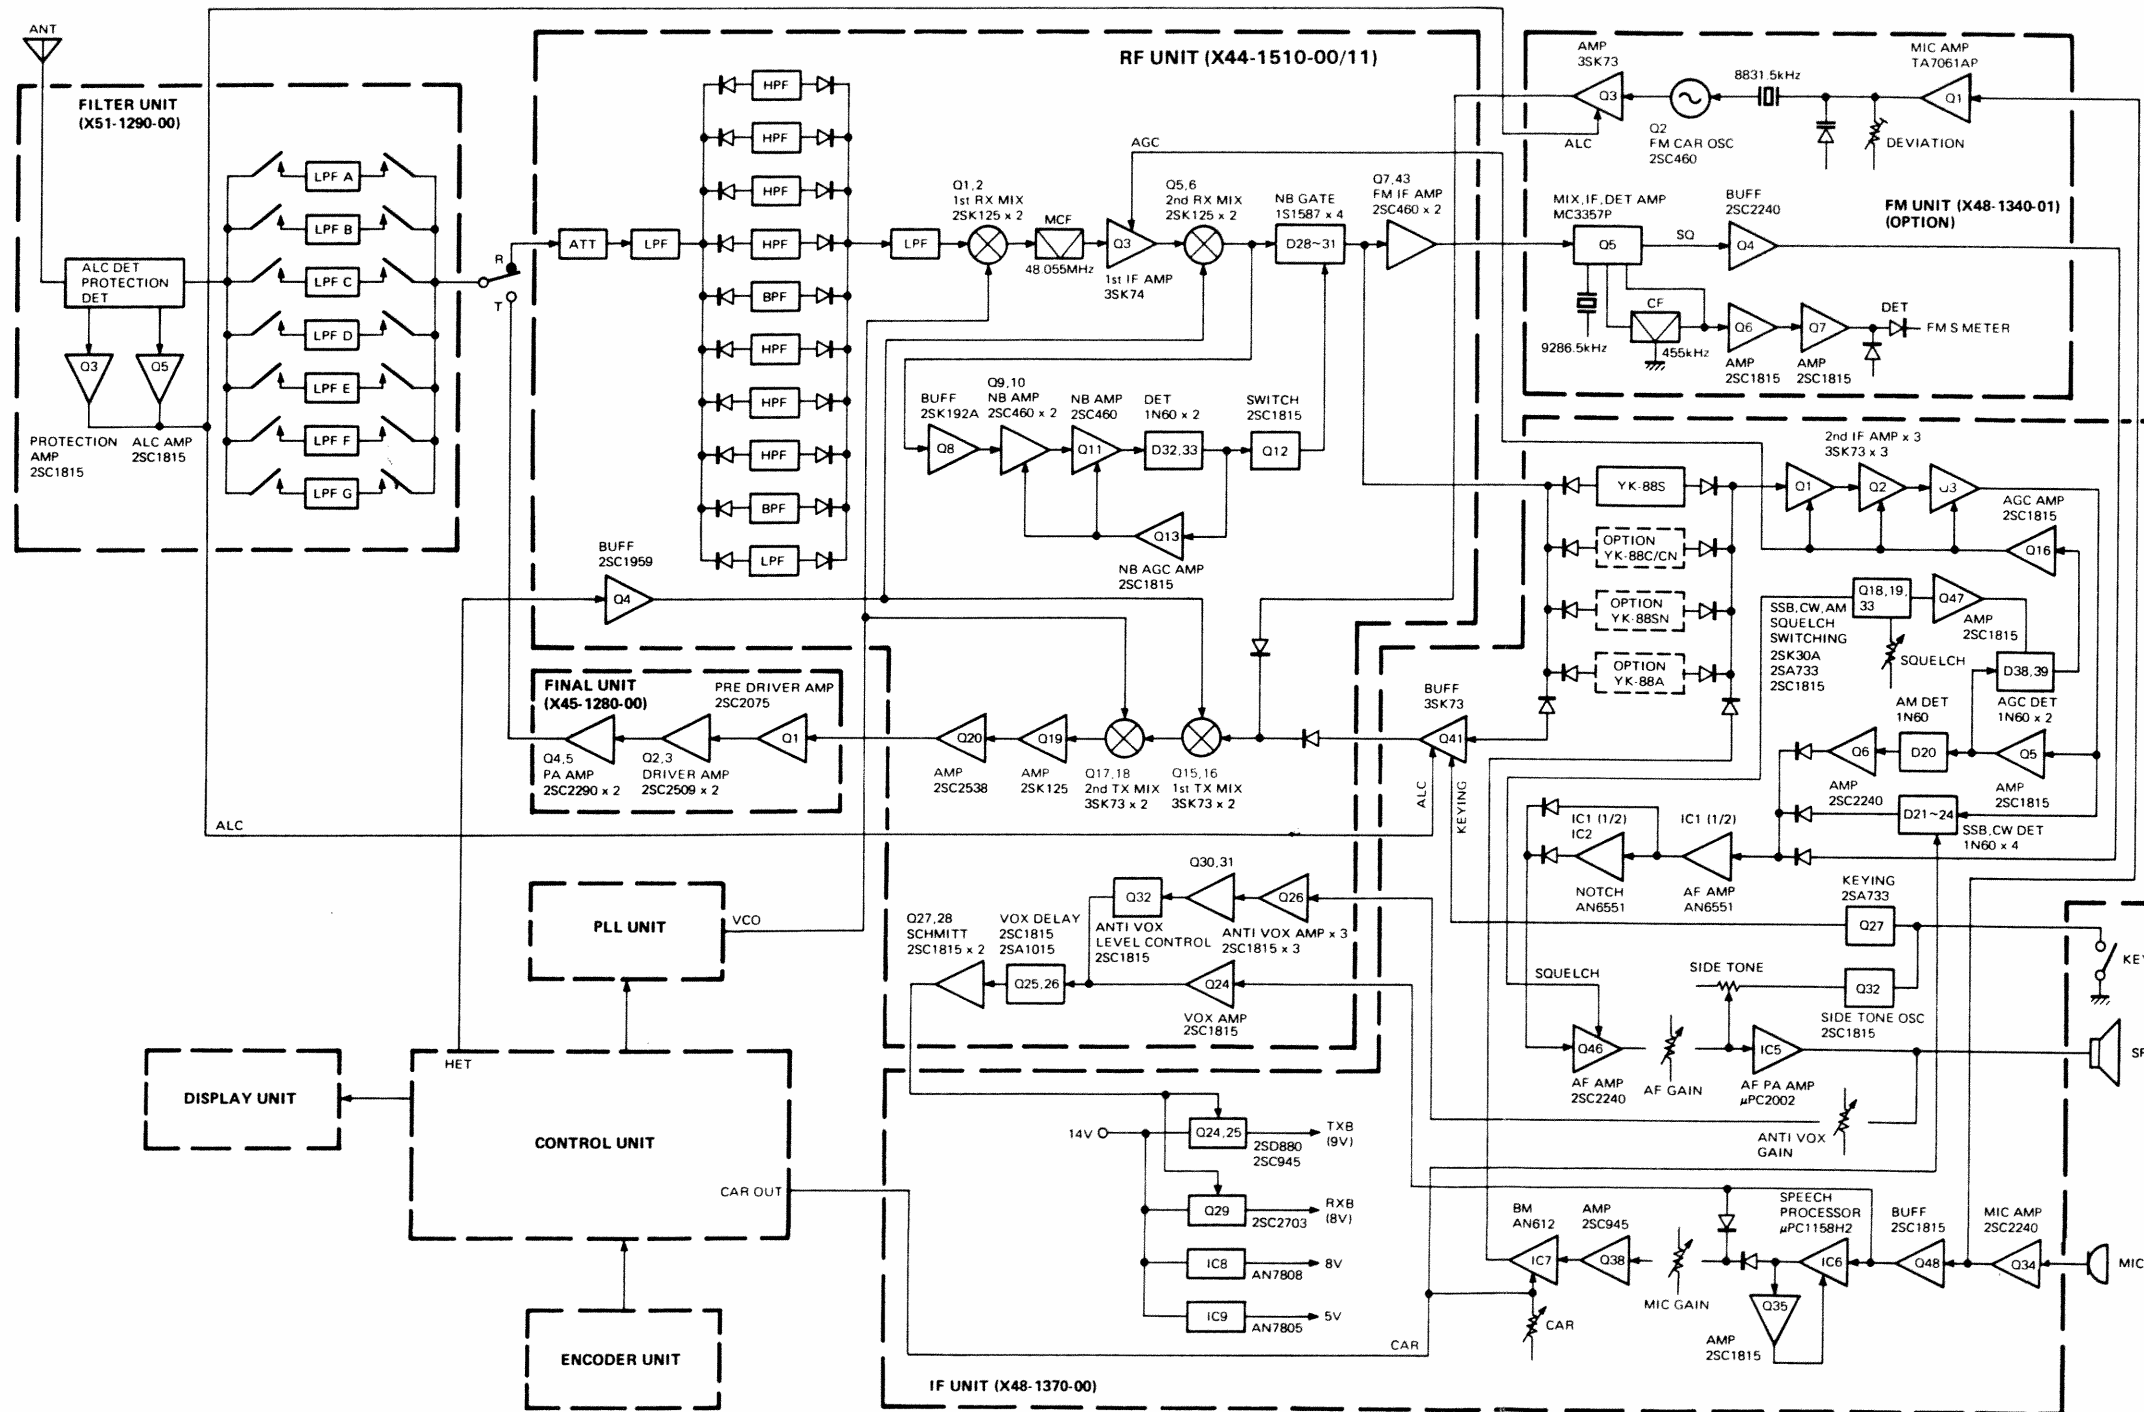 ANT
FILTER UNIT
(X51-1290-00)
ALC DET
PROTECTION
DET
Q3
Q5
PROTECTION
AMP
2SC1815
ALC AMP
2SC1815
LPF A
LPF B
LPF C
LPF D
LPF E
LPF F
LPF G
R
T
RF UNIT (X44-1510-00/11)
ATT
LPF
HPF
HPF
HPF
HPF
BPF
HPF
HPF
HPF
BPF
LPF
LPF
Q1,2
1st RX MIX
2SK125 x 2
MCF
48.055MHz
AGC
Q3
1st IF AMP
3SK74
Q5,6
2nd RX MIX
2SK125 x 2
NB GATE
1S1587 x 4
D28~31
Q7,43
FM IF AMP
2SC460 x 2
BUFF
2SK192A
Q8
Q9,10
NB AMP
2SC460 x 2
NB AMP
2SC460
Q11
DET
1N60 x 2
D32,33
SWITCH
2SC1815
Q12
Q13
NB AGC AMP
2SC1815
BUFF
2SC1959
Q4
FINAL UNIT
(X45-1280-00)
PRE DRIVER AMP
2SC2075
Q1
Q4,5
PA AMP
2SC2290 x 2
Q2,3
DRIVER AMP
2SC2509 x 2
Q20
AMP
2SC2538
Q19
AMP
2SK125
Q17,18
2nd TX MIX
3SK73 x 2
Q15,16
1st TX MIX
3SK73 x 2
ALC
AMP
3SK73
Q3
ALC
Q2
FM CAR OSC
2SC460
8831.5kHz
MIC AMP
TA7061AP
Q1
DEVIATION
MIX,IF,DET AMP
MC3357P
Q5
SQ
BUFF
2SC2240
Q4
FM UNIT (X48-1340-01)
(OPTION)
9286.5kHz
CF
455kHz
Q6
Q7
AMP
2SC1815
AMP
2SC1815
DET
FM S METER
YK-88S
OPTION
YK-88C/CN
OPTION
YK-88SN
OPTION
YK-88A
2nd IF AMP x 3
3SK73 x 3
Q1
Q2
Q3
AGC AMP
2SC1815
Q16
Q18,19,
33
Q47
AMP
2SC1815
SSB,CW,AM
SQUELCH
SWITCHING
2SK30A
2SA733
2SC1815
SQUELCH
D38,39
AGC DET
1N60 x 2
AM DET
1N60
Q6
D20
Q5
AMP
2SC2240
AMP
2SC1815
D21~24
SSB,CW DET
1N60 x 4
BUFF
3SK73
Q41
ALC
KEYING
IC1 (1/2)
IC2
IC1 (1/2)
NOTCH
AN6551
AF AMP
AN6551
KEYING
2SA733
Q27
SIDE TONE
Q32
SIDE TONE OSC
2SC1815
SQUELCH
Q46
AF AMP
2SC2240
AF GAIN
IC5
AF PA AMP
µPC2002
ANTI VOX
GAIN
KEY
SP
MIC
Q30,31
Q32
Q26
ANTI VOX
LEVEL CONTROL
2SC1815
ANTI VOX AMP x 3
2SC1815 x 3
Q27,28
SCHMITT
2SC1815 x 2
VOX DELAY
2SC1815
2SA1015
Q25,26
Q24
VOX AMP
2SC1815
PLL UNIT
VCO
HET
DISPLAY UNIT
CONTROL UNIT
CAR OUT
ENCODER UNIT
14V
Q24,25
2SD880
2SC945
TXB
(9V)
Q29
2SC2703
RXB
(8V)
IC8
AN7808
8V
IC9
AN7805
5V
CAR
BM
AN612
IC7
CAR
AMP
2SC945
Q38
MIC GAIN
SPEECH
PROCESSOR
µPC1158H2
IC6
Q35
AMP
2SC1815
BUFF
2SC1815
Q48
MIC AMP
2SC2240
Q34
IF UNIT (X48-1370-00)